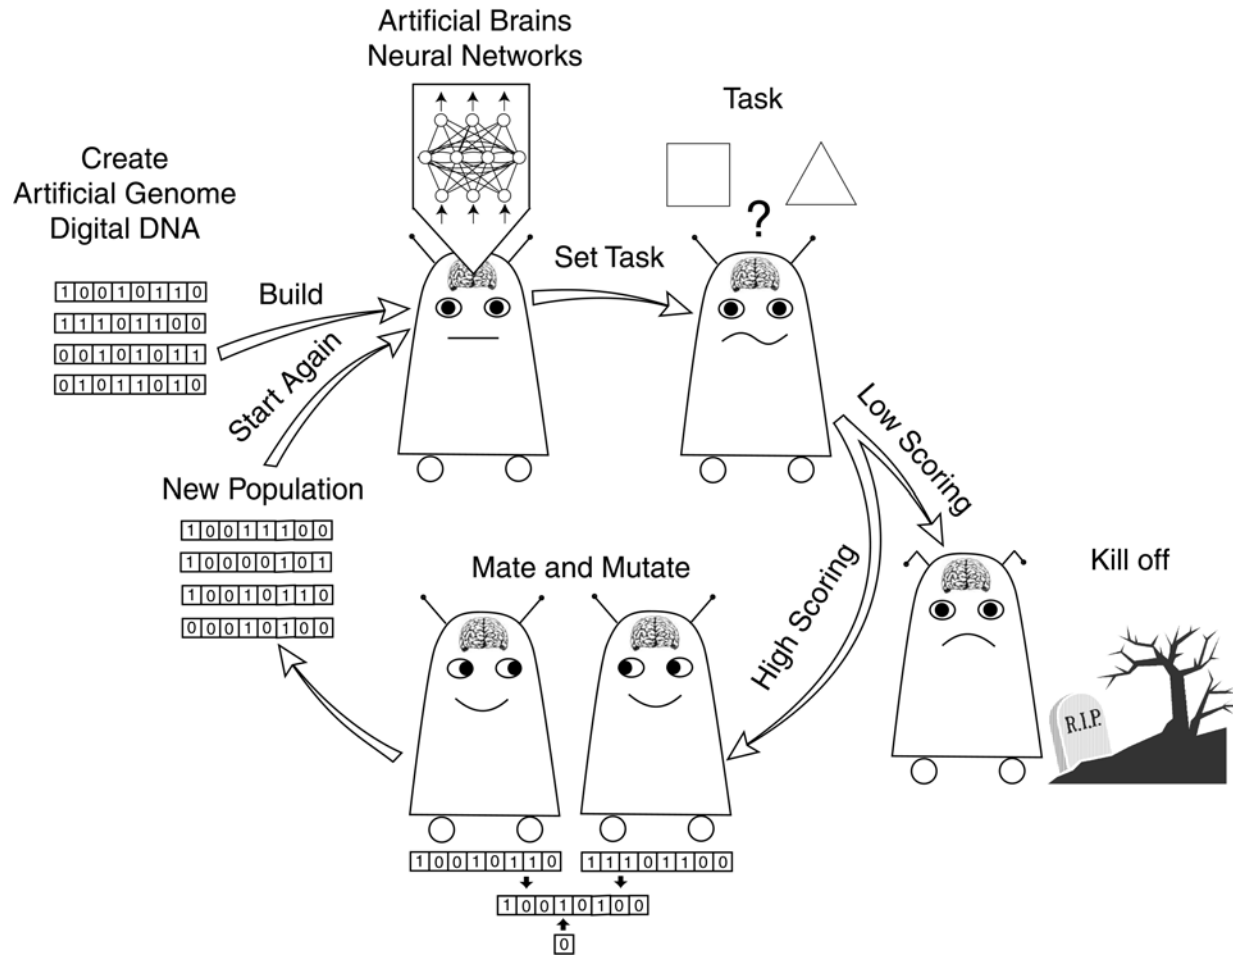 Artificial Brains
Neural Networks
Task
Create
Artificial Genome
Digital DNA
?
Set Task
Build
1 0 0 1 0 1 1 0
1 1 1 0 1 1 0 0
0 0 1 0 1 0 1 1
0 1 0 1 1 0 1 0
Start Again
Low Scoring
New Population
1 0 0 1 1 1 0 0
1 0 0 0 0 1 0 1
1 0 0 1 0 1 1 0
0 0 0 1 0 1 0 0
High Scoring
Mate and Mutate
Kill off
R.I.P.
1 0 0 1 0 1 1 0
1 1 1 0 1 1 0 0
1 0 0 1 0 1 0 0
0